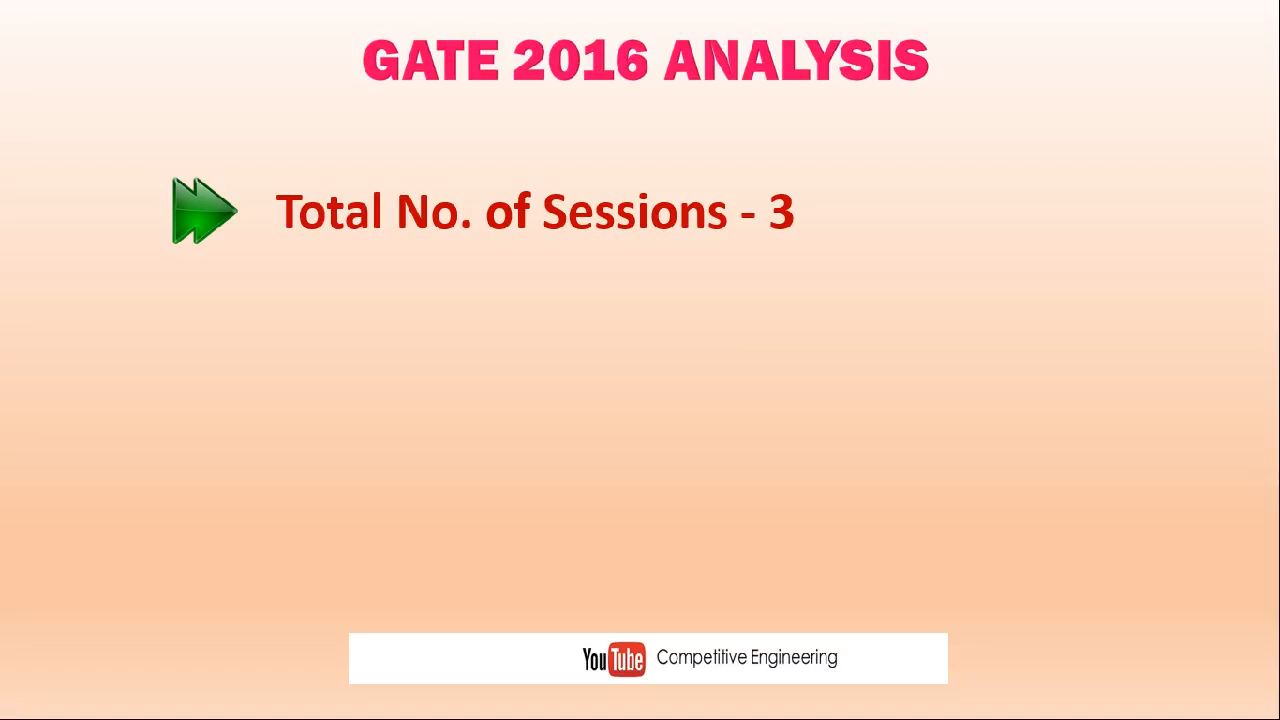 GATE 2016 ANALYSIS
Total No. of Sessions - 3
YouTube Competitive Engineering